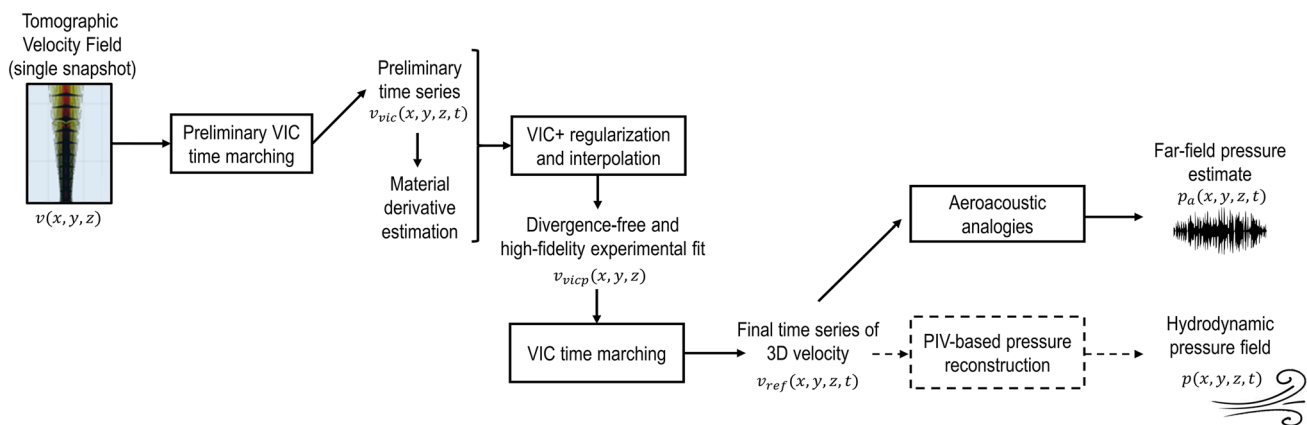 Tomographic
Velocity Field
(single snapshot)
v(x, y, z)
Preliminary VIC
time marching
Preliminary
time series
v_vic(x, y, z, t)
Material
derivative
estimation
VIC+ regularization
and interpolation
Divergence-free and
high-fidelity experimental fit
v_vicp(x, y, z)
VIC time marching
Final time series of
3D velocity
v_ref(x, y, z, t)
Aeroacoustic
analogies
Far-field pressure
estimate
p_a(x, y, z, t)
PIV-based pressure
reconstruction
Hydrodynamic
pressure field
p(x, y, z, t)